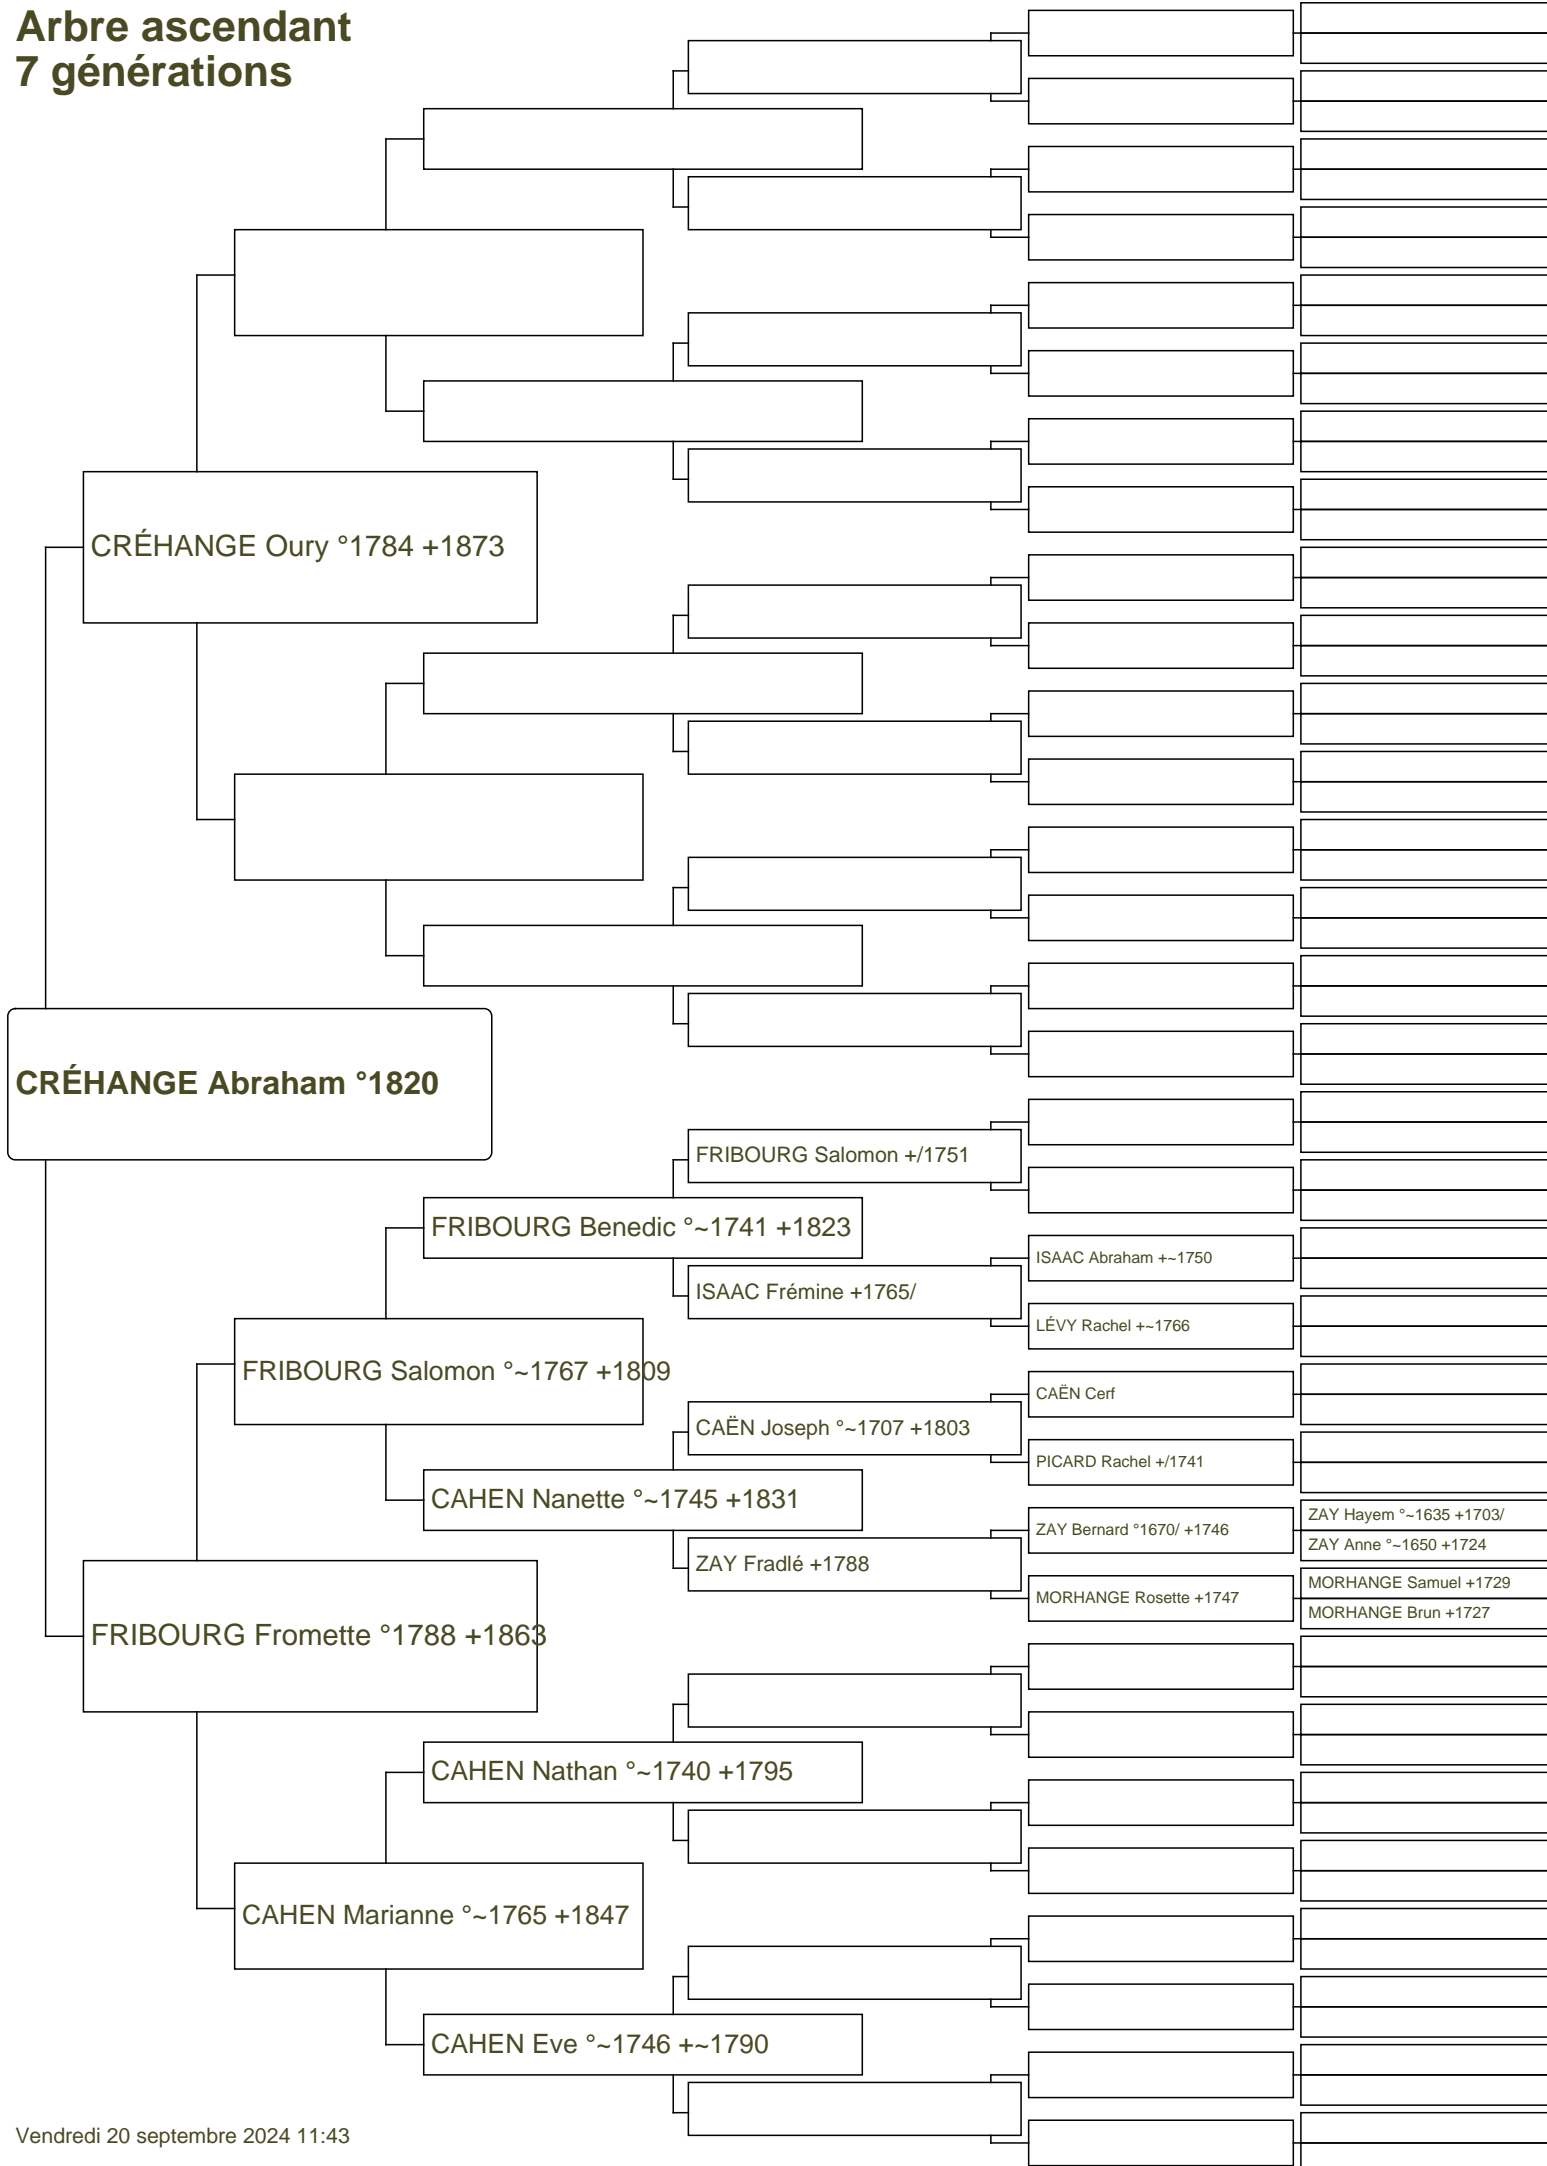 Arbre ascendant
7 générations
CRÉHANGE Oury °1784 +1873
CRÉHANGE Abraham °1820
FRIBOURG Salomon +/1751
FRIBOURG Benedic °~1741 +1823
ISAAC Abraham +~1750
ISAAC Frémine +1765/
LÉVY Rachel +~1766
FRIBOURG Salomon °~1767 +1809
CAËN Cerf
CAËN Joseph °~1707 +1803
PICARD Rachel +/1741
CAHEN Nanette °~1745 +1831
ZAY Hayem °~1635 +1703/
ZAY Bernard °1670/ +1746
ZAY Anne °~1650 +1724
ZAY Fradlé +1788
MORHANGE Samuel +1729
MORHANGE Rosette +1747
MORHANGE Brun +1727
FRIBOURG Fromette °1788 +1863
CAHEN Nathan °~1740 +1795
CAHEN Marianne °~1765 +1847
CAHEN Eve °~1746 +~1790
Vendredi 20 septembre 2024 11:43